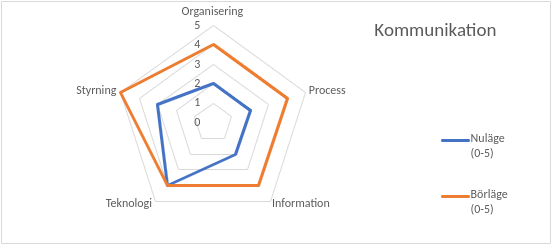 Kommunikation
Organisering
5
4
3
2
1
0
Styrning
Process
Teknologi
Information
Nuläge
(0-5)
Börläge
(0-5)